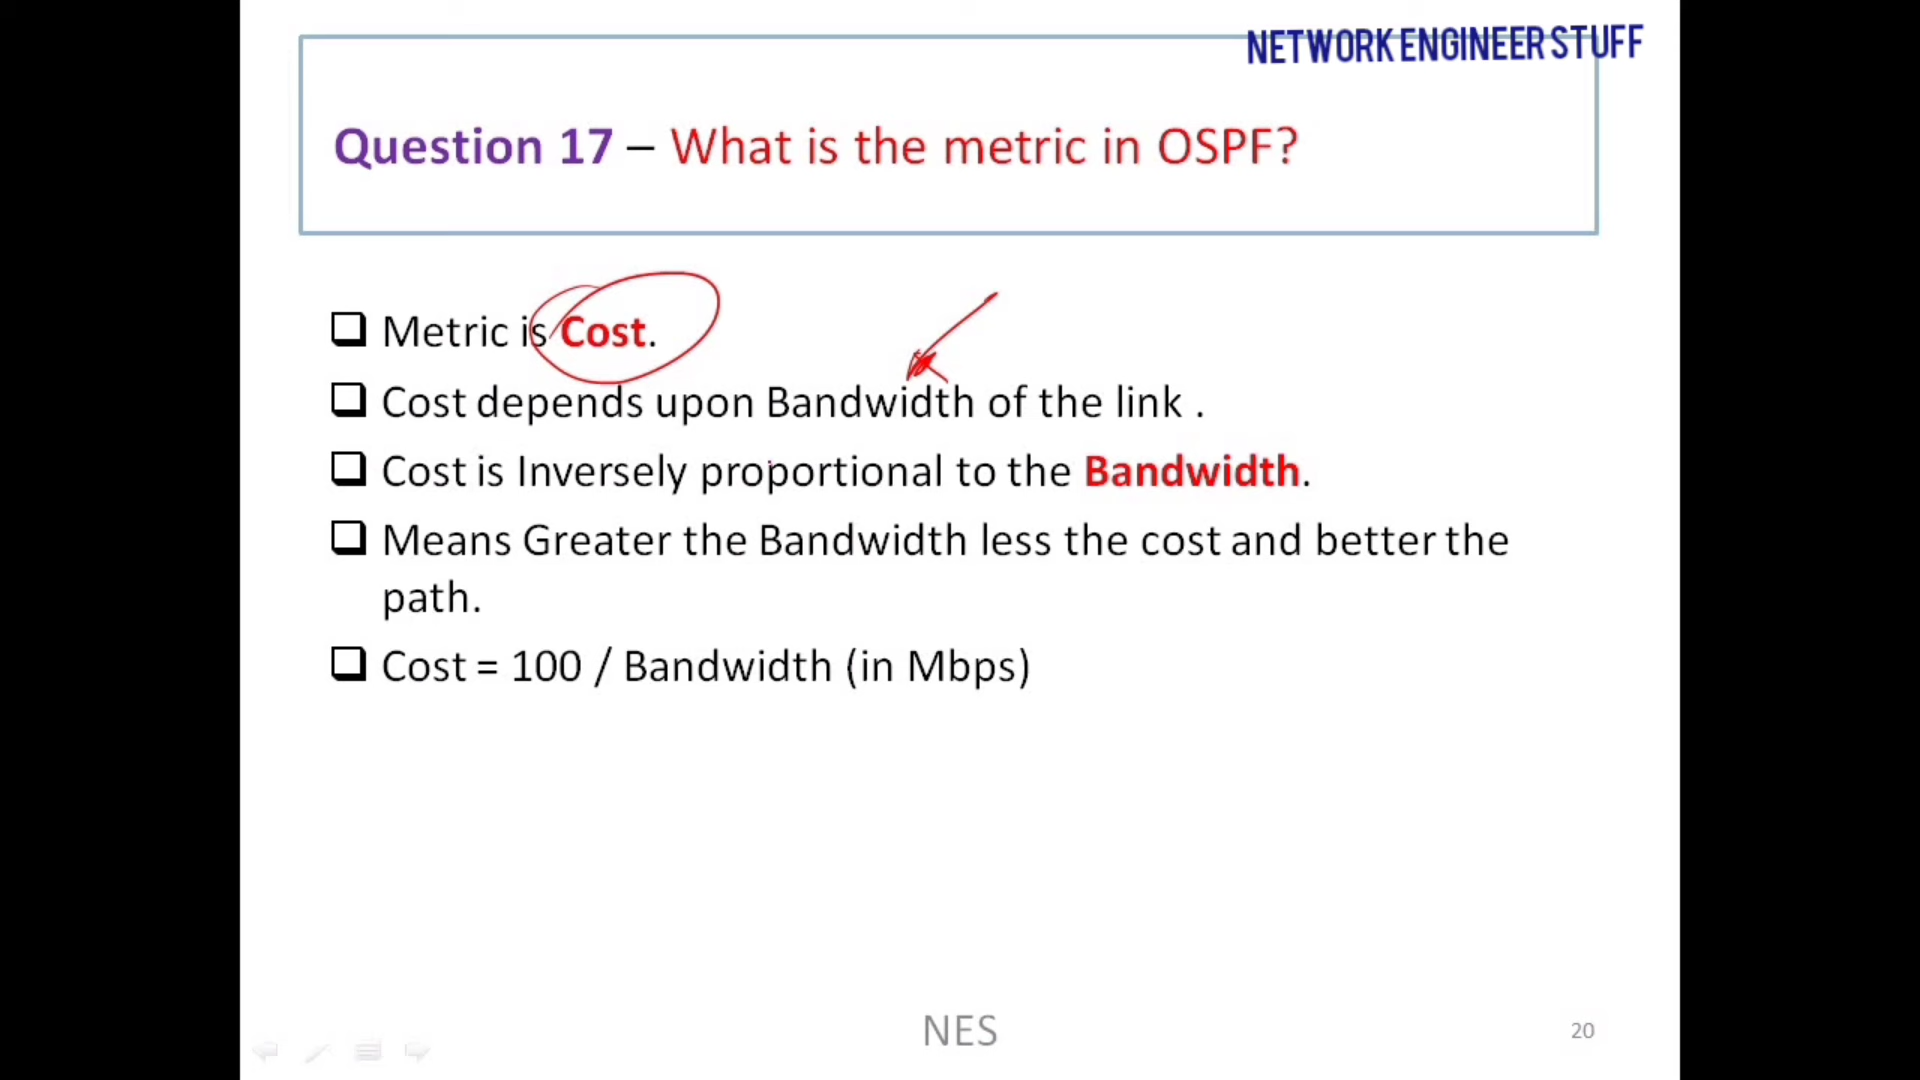 NETWORK ENGINEER STUFF
Question 17 – What is the metric in OSPF?
Metric is Cost.
Cost depends upon Bandwidth of the link .
Cost is Inversely proportional to the Bandwidth.
Means Greater the Bandwidth less the cost and better the
path.
Cost = 100 / Bandwidth (in Mbps)
NES
20